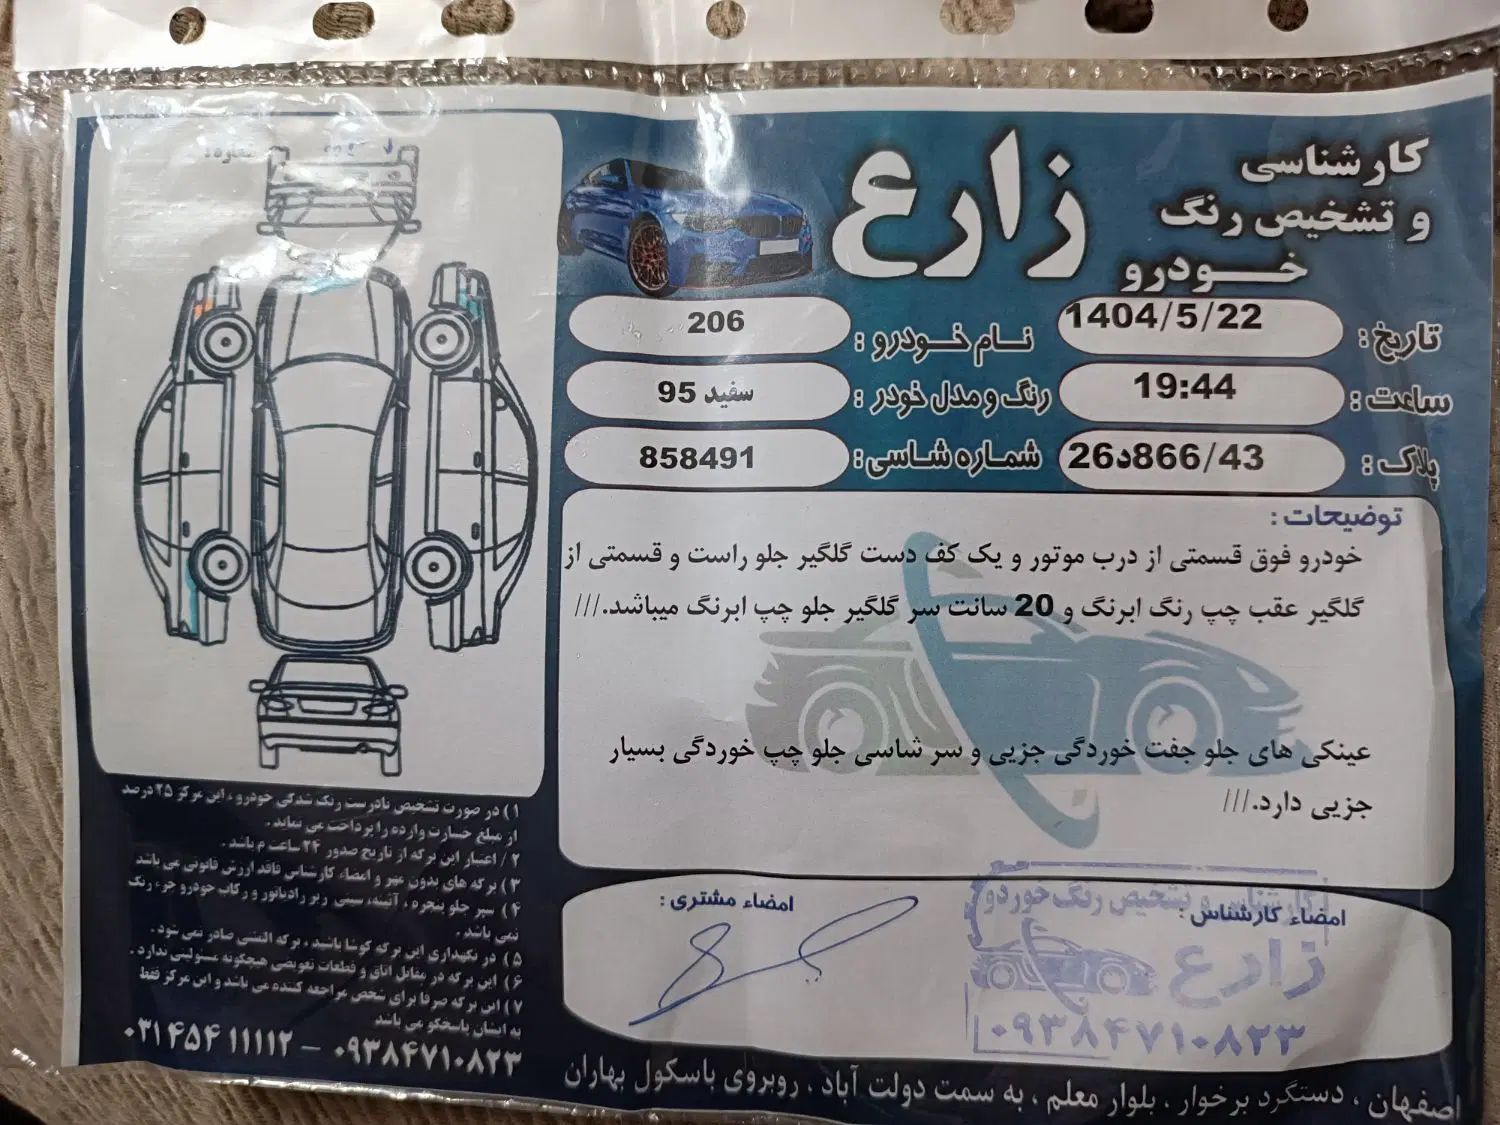 کارشناسی
و تشخیص رنگ
خودرو
زارع
تاریخ : 1404/5/22
نام خودرو : 206
ساعت : 19:44
رنگ و مدل خودر : سفید 95
پلاک : 26د866/43
شماره شاسی : 858491
توضیحات :
خودرو فوق قسمتی از درب موتور و یک کف دست گلگیر جلو راست و قسمتی از
گلگیر عقب چپ رنگ ابرنگ و 20 سانت سر گلگیر جلو چپ ابرنگ میباشد.///
عینکی های جلو جفت خوردگی جزیی و سر شاسی جلو چپ خوردگی بسیار
جزیی دارد.///
امضاء کارشناس :
امضاء مشتری :
کارشناسی و تشخیص رنگ خودرو
زارع
۰۹۳۸۴۷۱۰۸۲۳
شماره:
۱) در صورت تشخیص نادرست رنگ شدگی خودرو ، این مرکز ۲۵ درصد
از مبلغ خسارت وارده را پرداخت می نماید .
۲ / اعتبار این برگه از تاریخ صدور ۲۴ ساعت م باشد .
۳) برگه های بدون مهر و امضاء کارشناس فاقد ارزش قانونی می باشد
۴) سپر جلو پنجره ، آئینه، سینی زیر رادیاتور و رکاب خودرو جزء رنگ
نمی باشد .
۵) در نگهداری این برگه کوشا باشید ، برگه المثنی صادر نمی شود .
۶) این برگه در مقابل اتاق و قطعات تعویضی هیچگونه مسئولیتی ندارد .
۷) این برگه صرفا برای شخص مراجعه کننده می باشد و این مرکز فقط
به ایشان پاسخگو می باشد
۰۹۳۸۴۷۱۰۸۲۳ – ۰۳۱۴۵۴۱۱۱۱۲
اصفهان ، دستگرد برخوار ، بلوار معلم ، به سمت دولت آباد ، روبروی باسکول بهاران